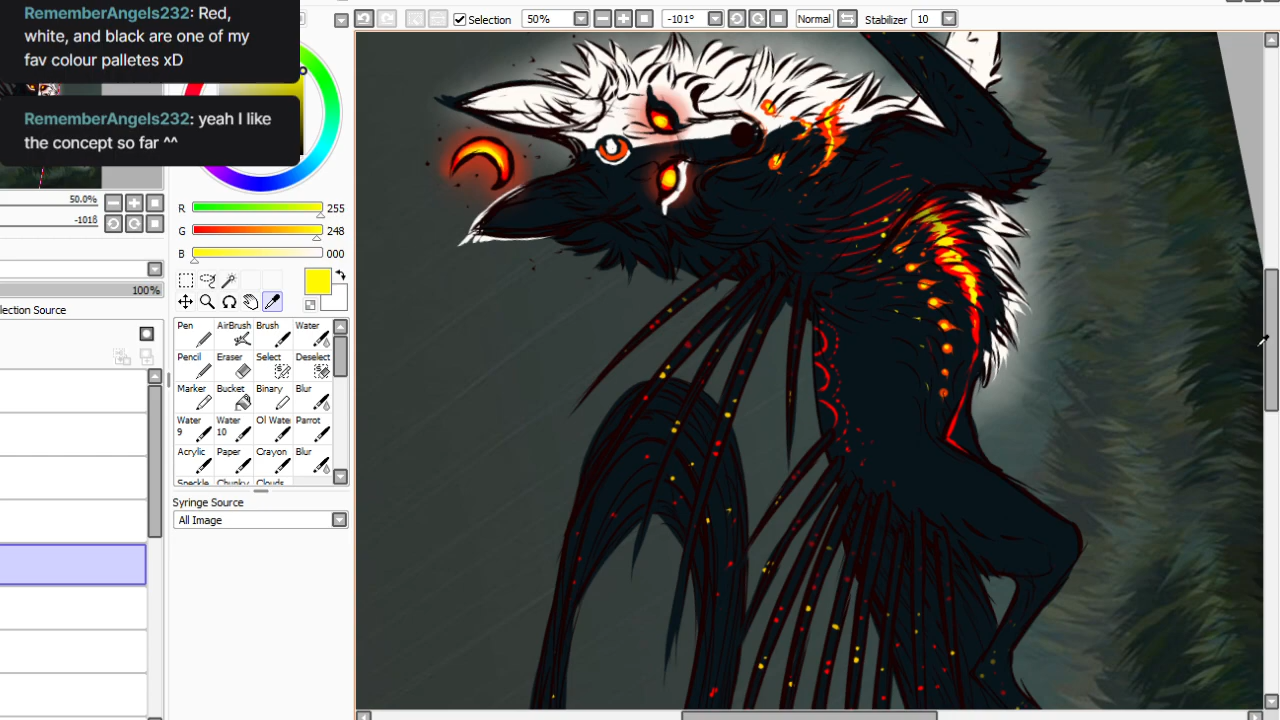 RememberAngels232: Red,
white, and black are one of my
fav colour palletes xD
RememberAngels232: yeah I like
the concept so far ^^
Selection 50% -101° Normal Stabilizer 10
50.0%
R 255
G 248
B 000
100%
lection Source
Pen AirBrush Brush Water
Pencil Eraser Select Deselect
Marker Bucket Binary Blur
Water 9 Water 10 Ol Wate Parrot
Acrylic Paper Crayon Blur
Syringe Source
All Image